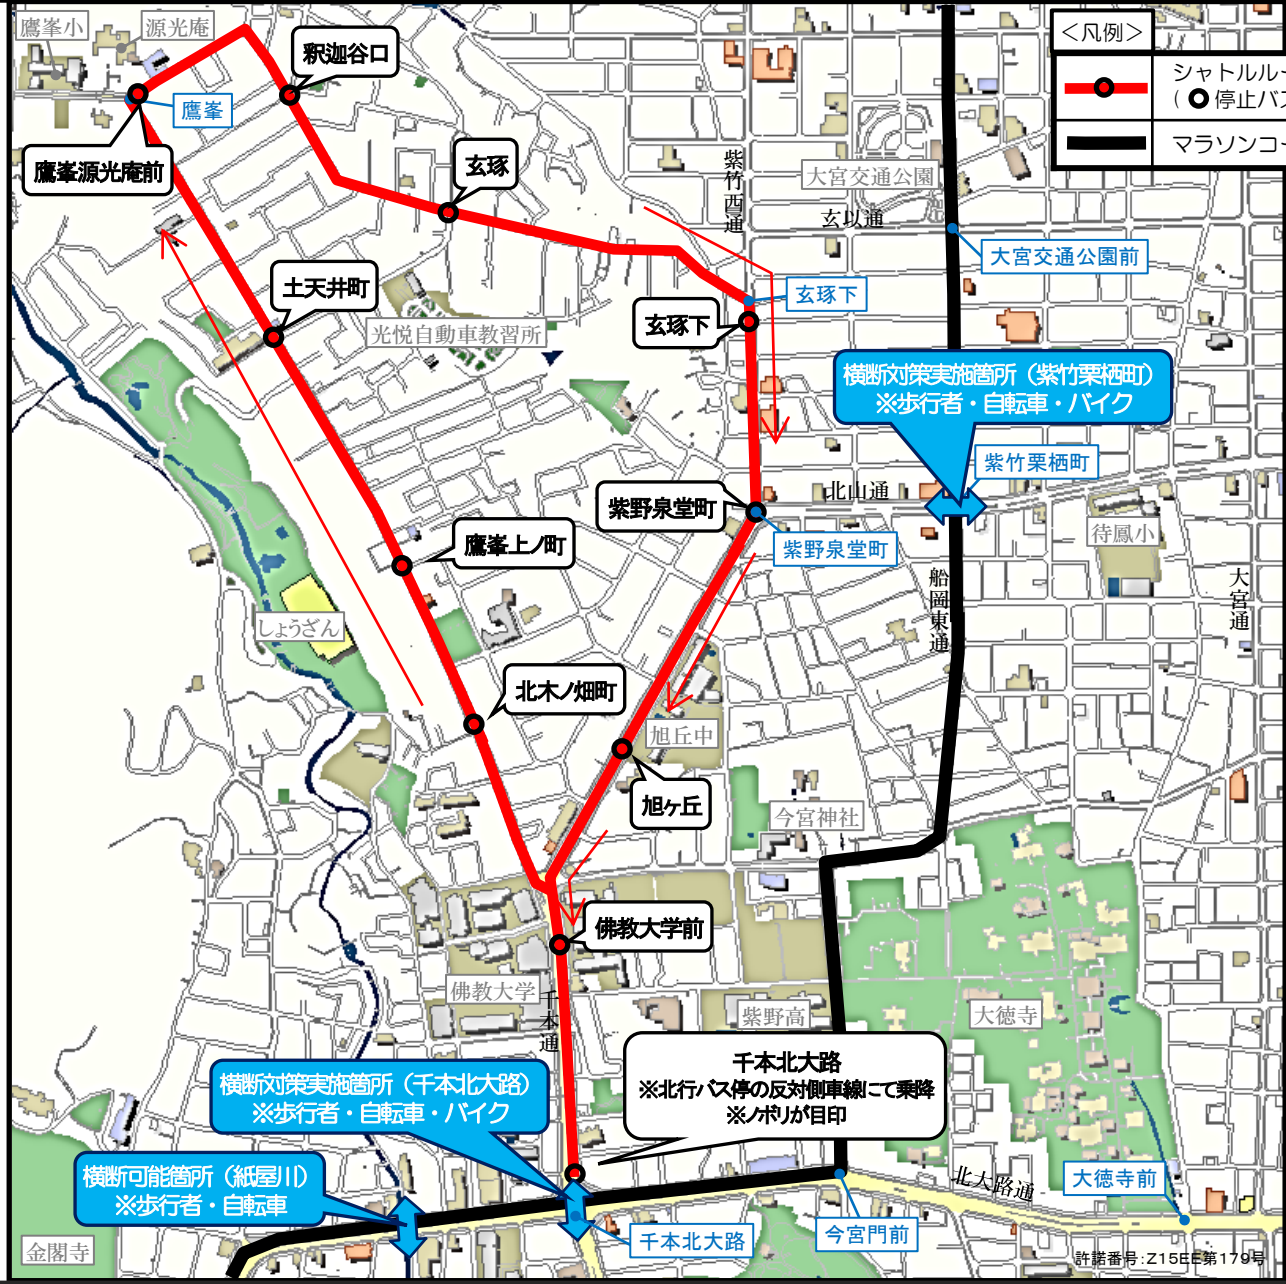 鷹峯小
源光庵
釈迦谷口
鷹峯
鷹峯源光庵前
玄琢
紫竹西通
大宮交通公園
玄以通
＜凡例＞
シャトルルー
（ 停止バス
マラソンコー
大宮交通公園前
土天井町
光悦自動車教習所
玄琢下
玄琢下
横断対策実施箇所（紫竹栗栖町）
※歩行者・自転車・バイク
紫竹栗栖町
北山通
紫野泉堂町
紫野泉堂町
待鳳小
船岡東通
大宮通
鷹峯上ノ町
しょうざん
北木ノ畑町
旭丘中
旭ヶ丘
今宮神社
佛教大学前
佛教大学
千本通
紫野高
大徳寺
千本北大路
※北行バス停の反対側車線にて乗降
※ノボリが目印
横断対策実施箇所（千本北大路）
※歩行者・自転車・バイク
横断可能箇所（紙屋川）
※歩行者・自転車
北大路通
大徳寺前
今宮門前
千本北大路
金閣寺
許諾番号:Z15EE第179号